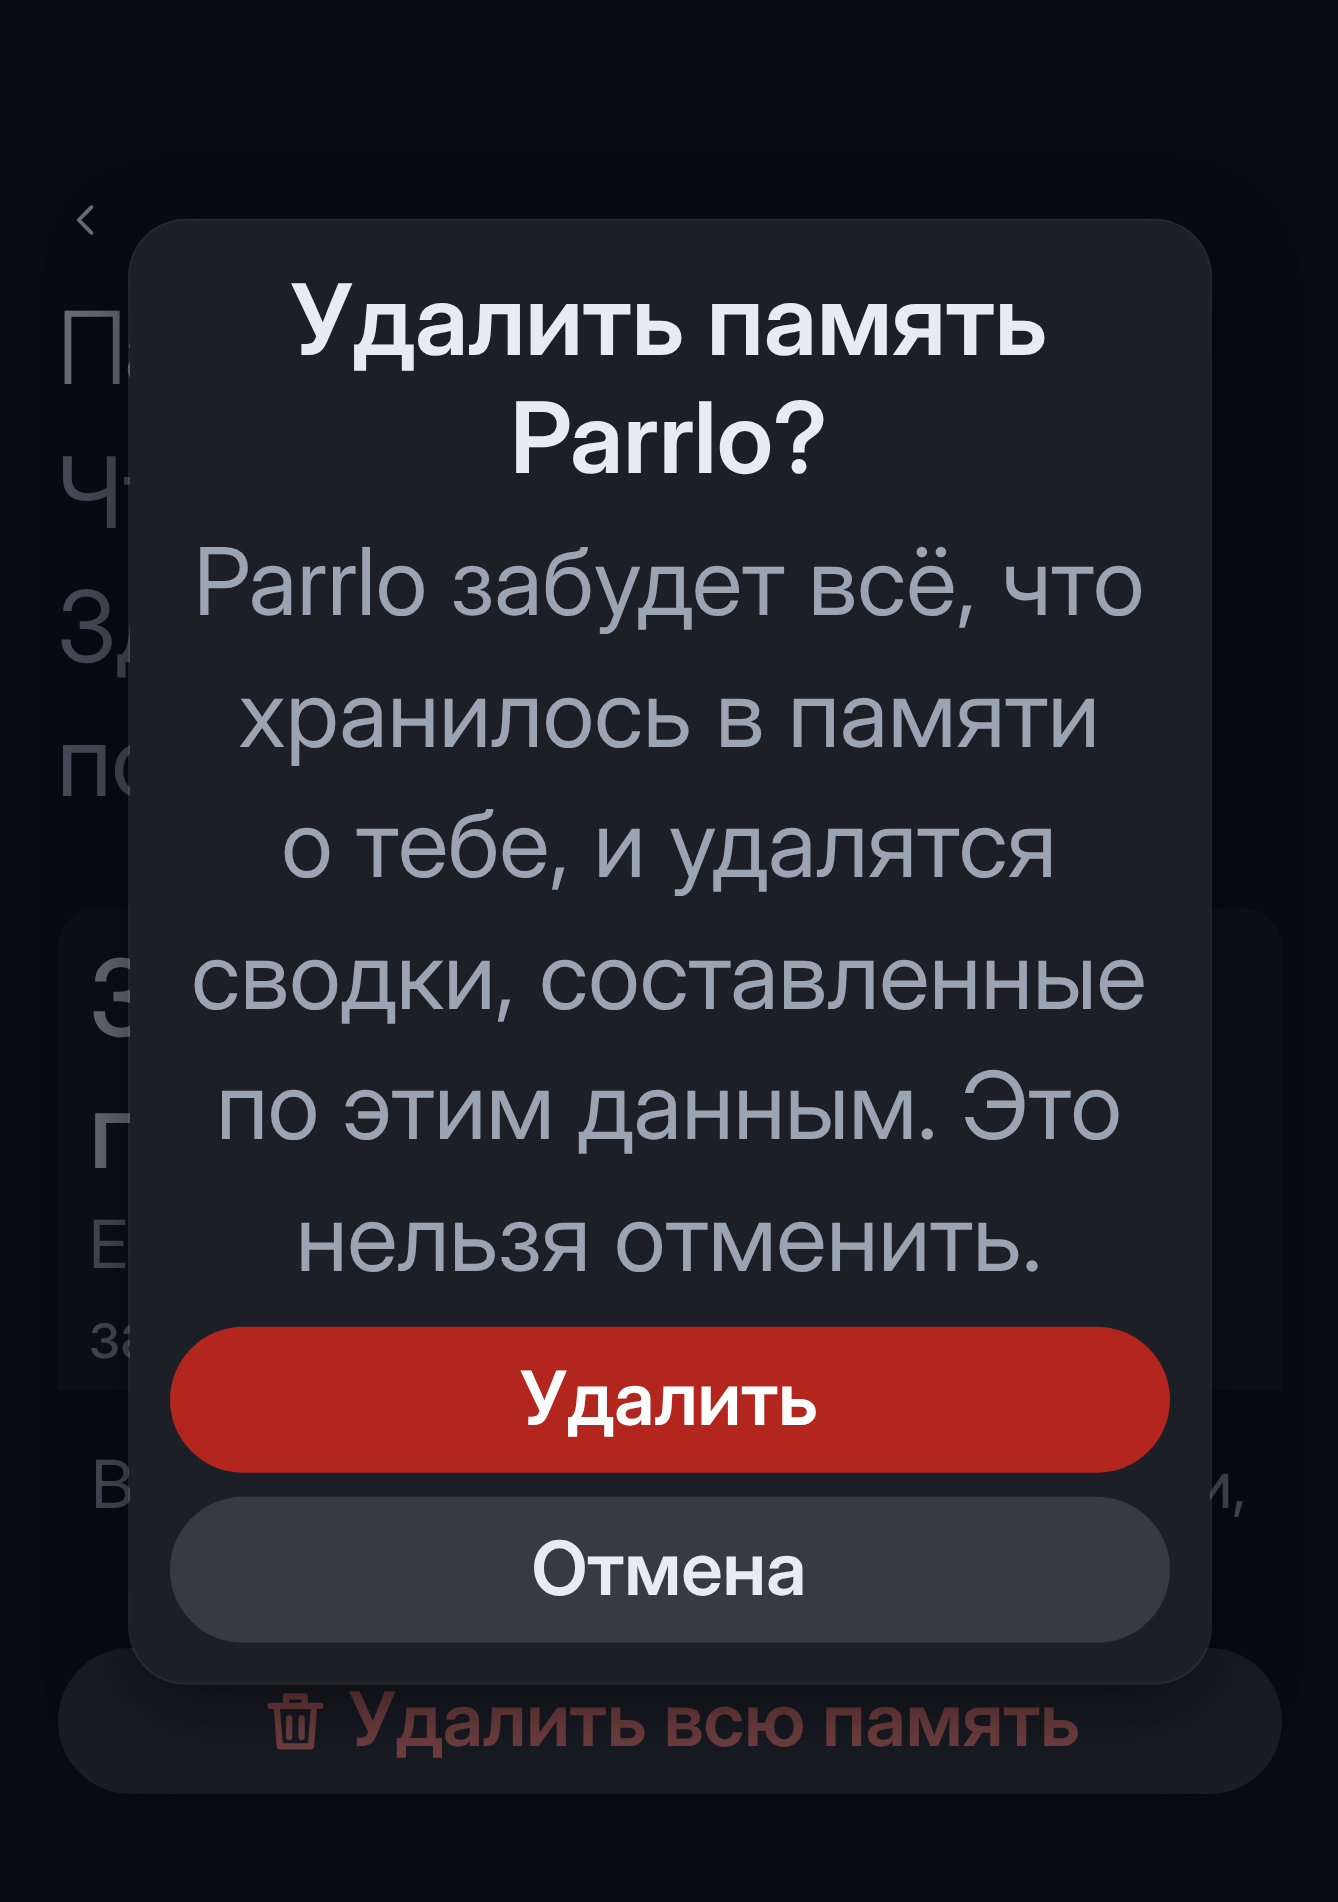 Удалить память
Parrlo?
Parrlo забудет всё, что
хранилось в памяти
о тебе, и удалятся
сводки, составленные
по этим данным. Это
нельзя отменить.
Удалить
Отмена
Удалить всю память